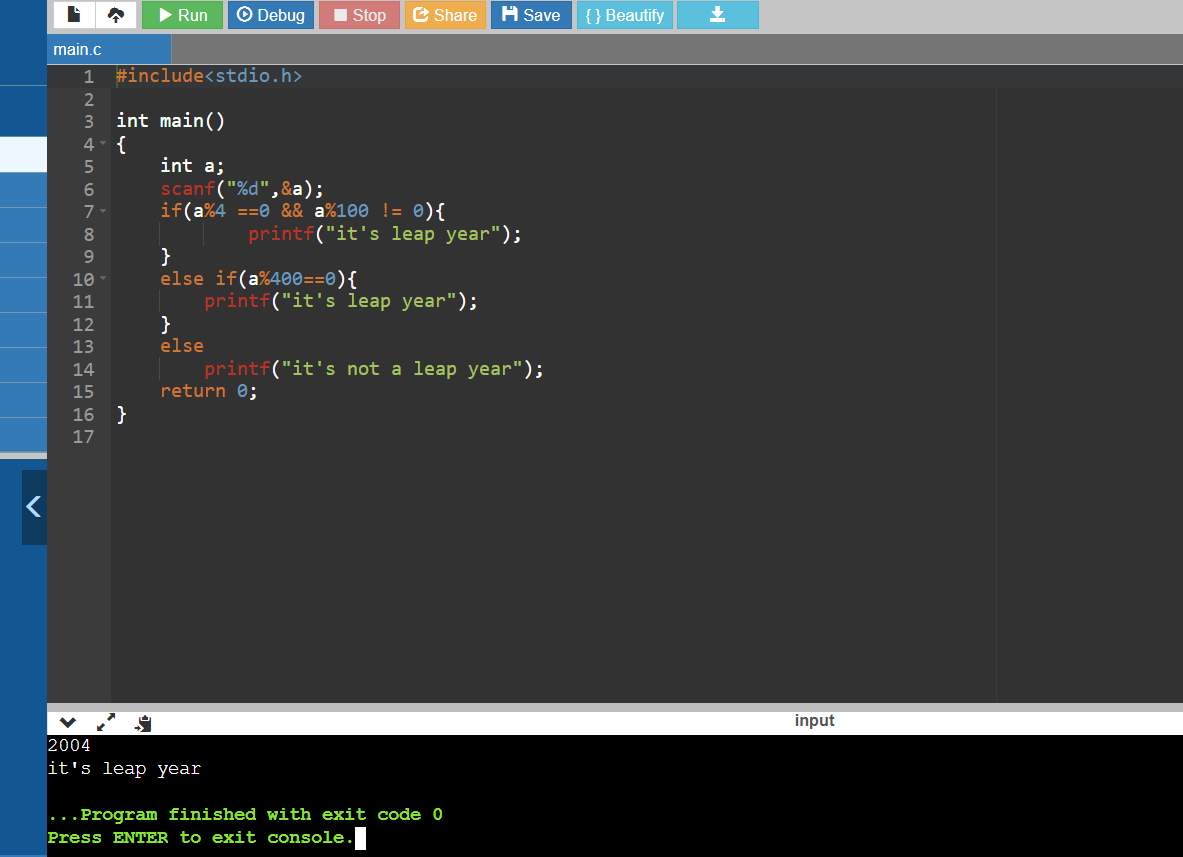 Run Debug Stop Share Save { } Beautify
main.c
1 #include<stdio.h>
2
3 int main()
4 {
5     int a;
6     scanf("%d",&a);
7     if(a%4 ==0 && a%100 != 0){
8             printf("it's leap year");
9     }
10     else if(a%400==0){
11         printf("it's leap year");
12     }
13     else
14         printf("it's not a leap year");
15     return 0;
16 }
17
input
2004
it's leap year
...Program finished with exit code 0
Press ENTER to exit console.